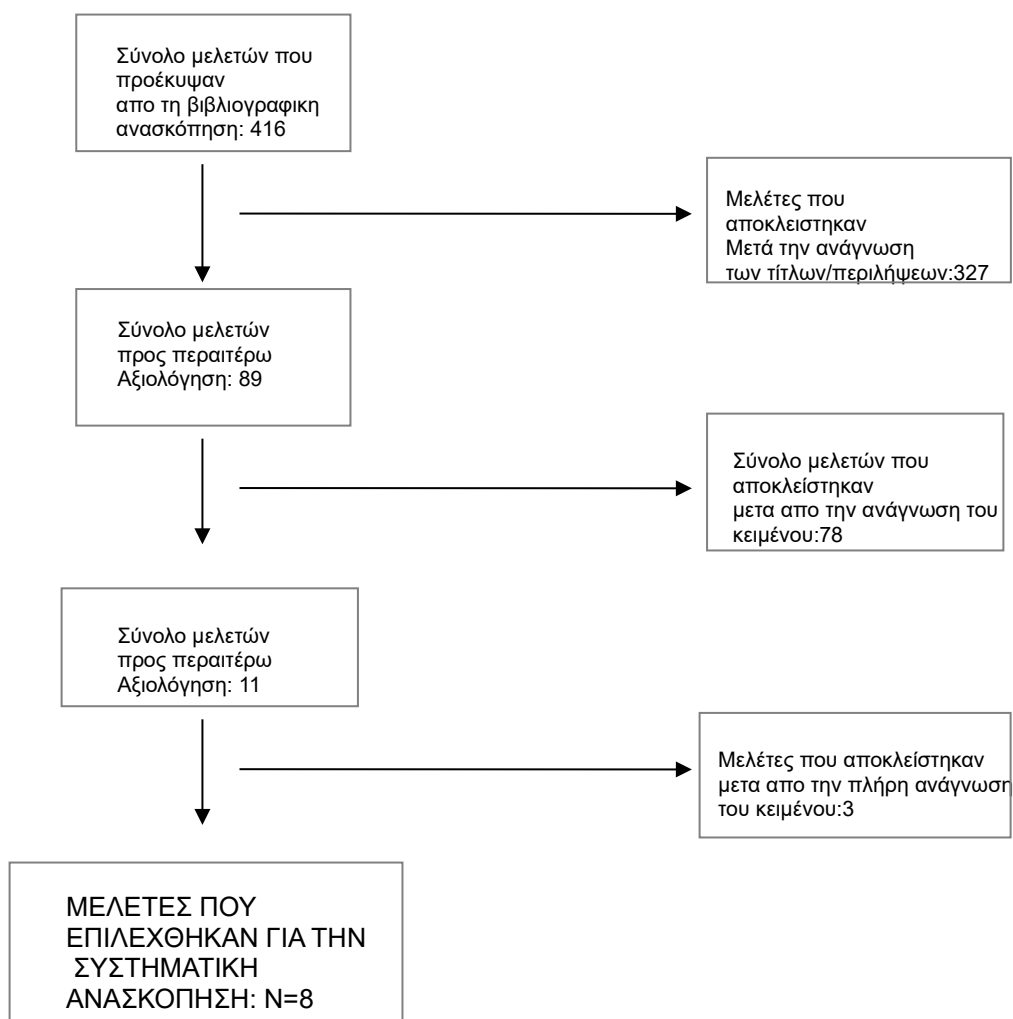 Σύνολο μελετών που
προέκυψαν
απο τη βιβλιογραφικη
ανασκόπηση: 416
Μελέτες που
αποκλειστηκαν
Μετά την ανάγνωση
των τίτλων/περιλήψεων:327
Σύνολο μελετών
προς περαιτέρω
Αξιολόγηση: 89
Σύνολο μελετών που
αποκλείστηκαν
μετα απο την ανάγνωση του
κειμένου:78
Σύνολο μελετών
προς περαιτέρω
Αξιολόγηση: 11
Μελέτες που αποκλείστηκαν
μετα απο την πλήρη ανάγνωση
του κειμένου:3
ΜΕΛΕΤΕΣ ΠΟΥ
ΕΠΙΛΕΧΘΗΚΑΝ ΓΙΑ ΤΗΝ
ΣΥΣΤΗΜΑΤΙΚΗ
ΑΝΑΣΚΟΠΗΣΗ: N=8